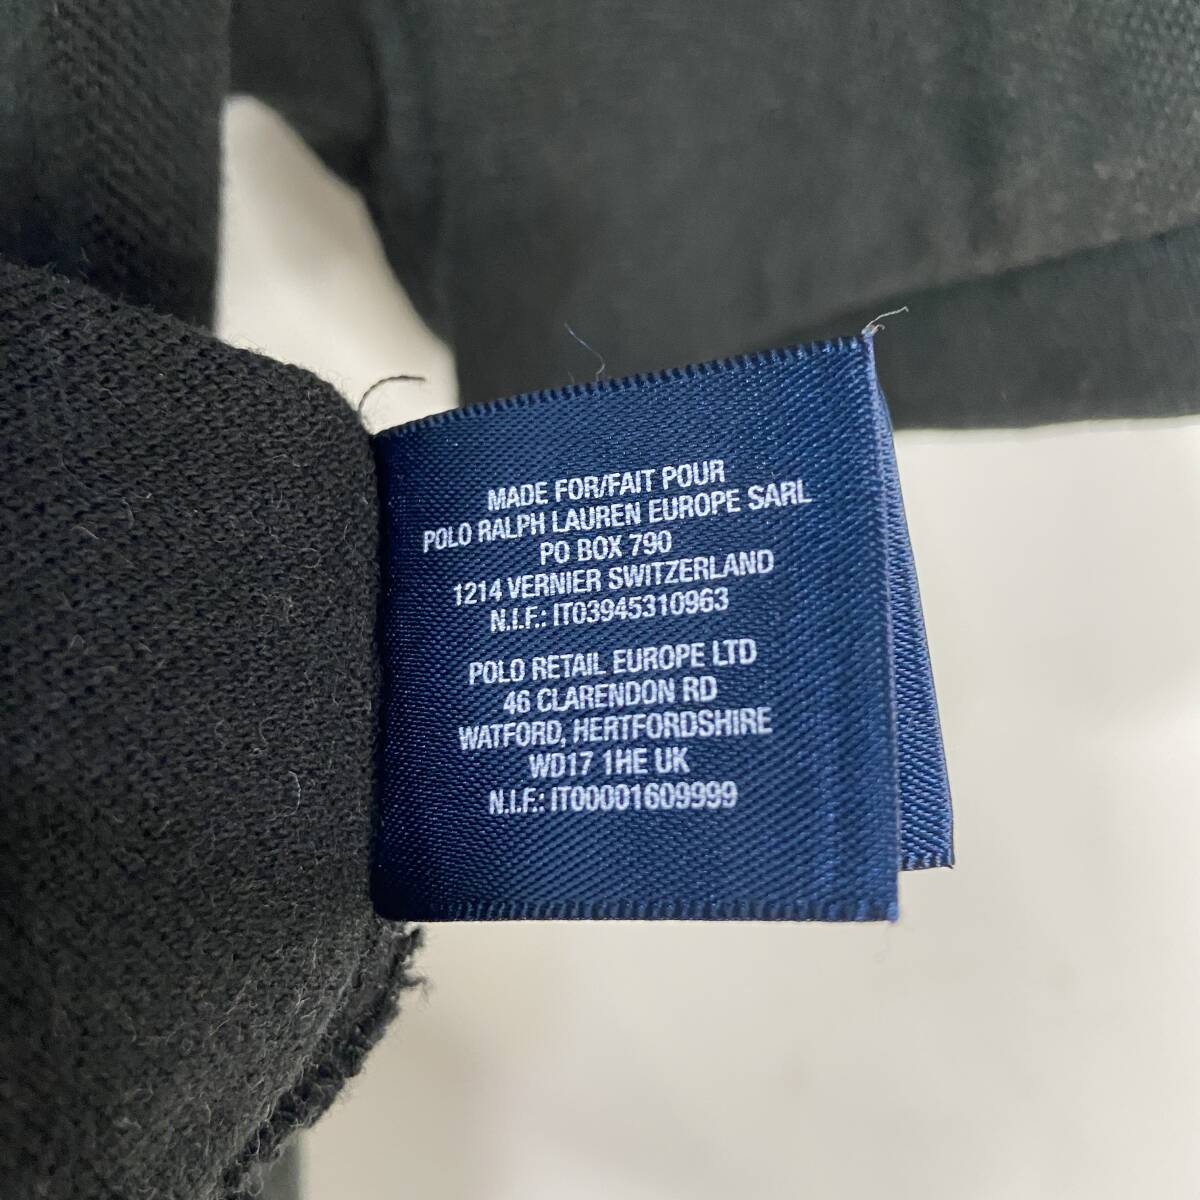 MADE FOR/FAIT POUR
POLO RALPH LAUREN EUROPE SARL
PO BOX 790
1214 VERNIER SWITZERLAND
N.I.F.: IT03945310963
POLO RETAIL EUROPE LTD
46 CLARENDON RD
WATFORD, HERTFORDSHIRE
WD17 1HE UK
N.I.F.: IT00001609999